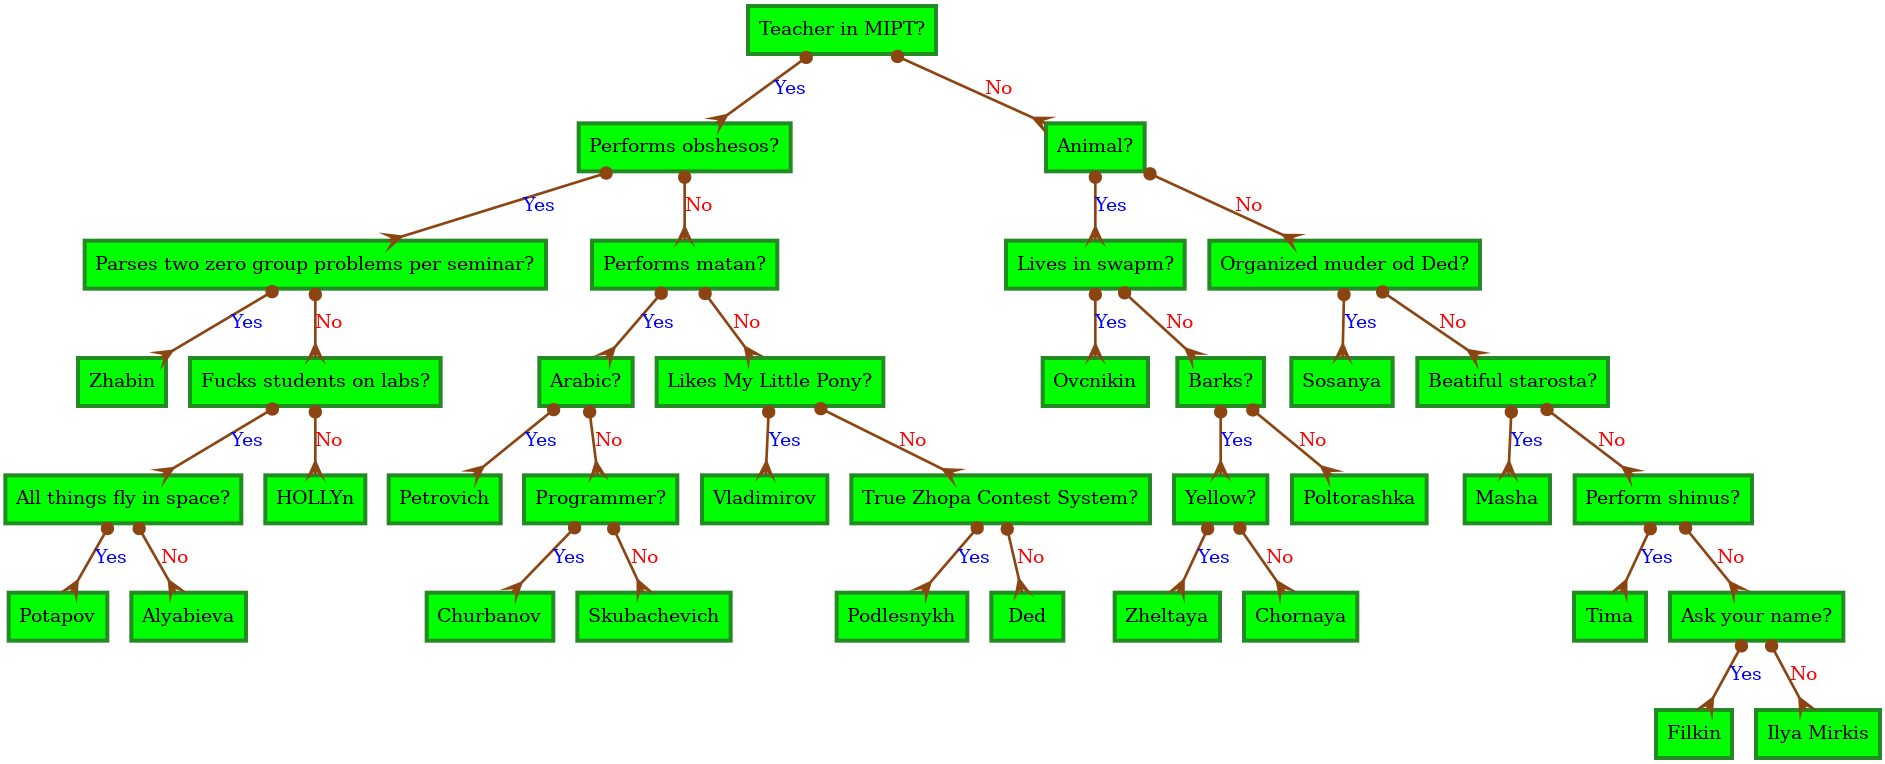 Teacher in MIPT?
Yes
No
Performs obshesos?
Animal?
Yes
No
Yes
No
Parses two zero group problems per seminar?
Performs matan?
Lives in swapm?
Organized muder od Ded?
Yes
No
Yes
No
Yes
No
Yes
No
Zhabin
Fucks students on labs?
Arabic?
Likes My Little Pony?
Ovcnikin
Barks?
Sosanya
Beatiful starosta?
Yes
No
Yes
No
Yes
No
Yes
No
Yes
No
All things fly in space?
HOLLYn
Petrovich
Programmer?
Vladimirov
True Zhopa Contest System?
Yellow?
Poltorashka
Masha
Perform shinus?
Yes
No
Yes
No
Yes
No
Yes
No
Yes
No
Potapov
Alyabieva
Churbanov
Skubachevich
Podlesnykh
Ded
Zheltaya
Chornaya
Tima
Ask your name?
Yes
No
Filkin
Ilya Mirkis